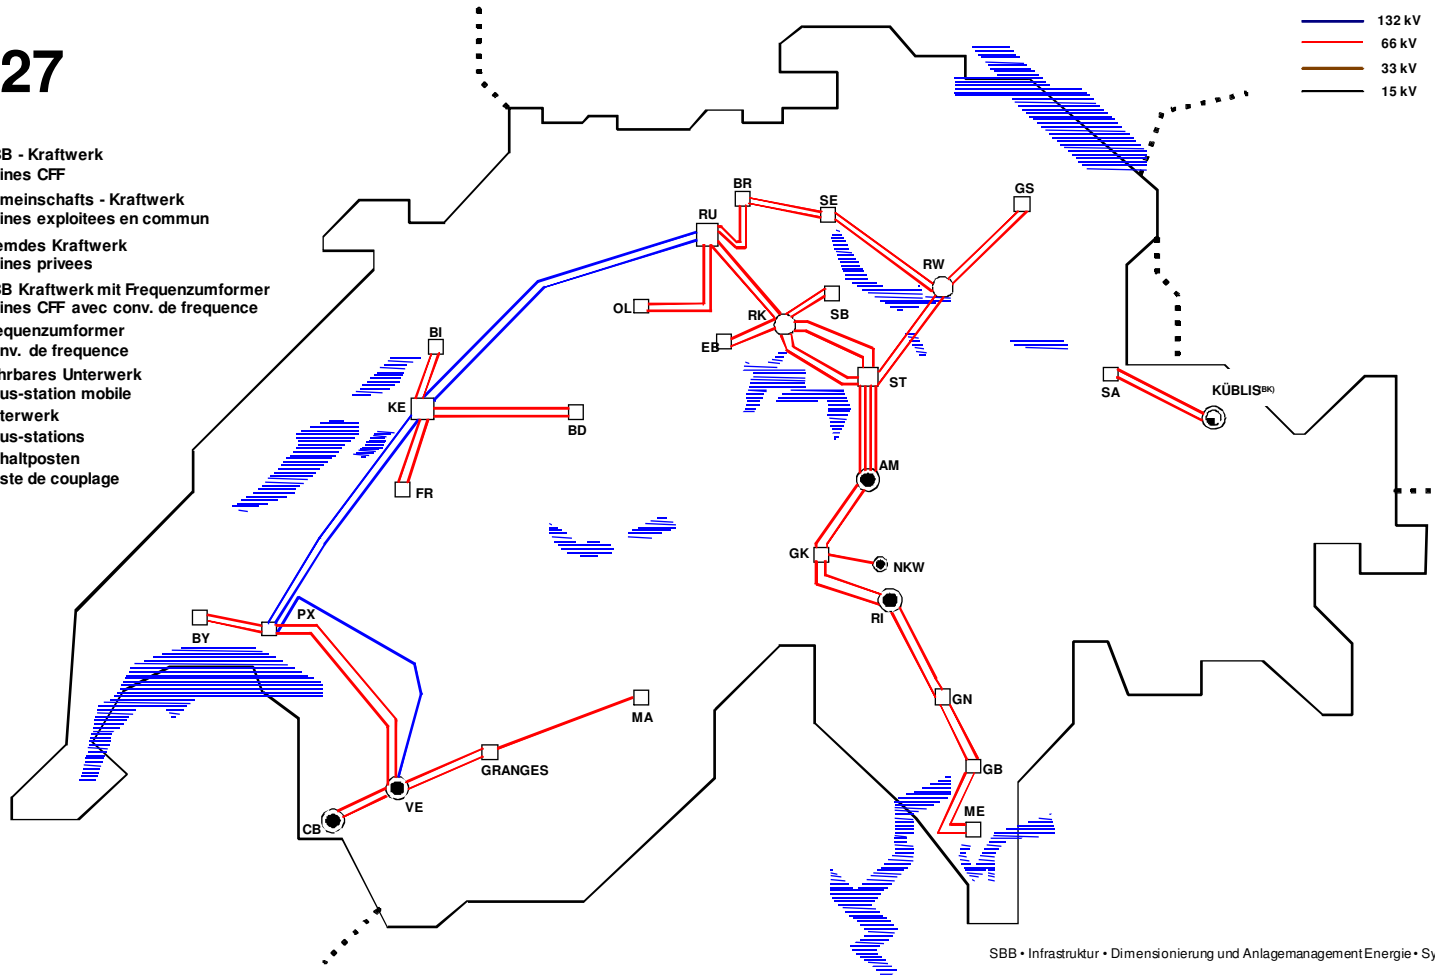 27
132 kV
66 kV
33 kV
15 kV
B - Kraftwerk
ines CFF
meinschafts - Kraftwerk
ines exploitees en commun
emdes Kraftwerk
ines privees
B Kraftwerk mit Frequenzumformer
ines CFF avec conv. de frequence
equenzumformer
nv. de frequence
hrbares Unterwerk
us-station mobile
terwerk
us-stations
haltposten
ste de couplage
BR
SE
GS
RU
RW
OL
RK
SB
EB
BI
ST
SA
KÜBLIS(BK)
KE
BD
AM
FR
GK
NKW
PX
RI
BY
GN
MA
GRANGES
GB
VE
ME
CB
SBB • Infrastruktur • Dimensionierung und Anlagemanagement Energie • Sy